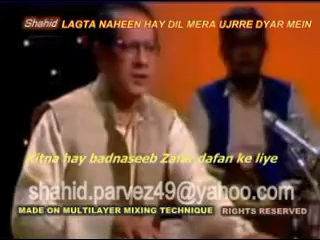 Shahid LAGTA NAHEEN HAY DIL MERA UJRRE DYAR MEIN
Kitna hay badnaseeb Zafar dafan ke liye
shahid.parvez49@yahoo.com
MADE ON MULTILAYER MIXING TECHNIQUE RIGHTS RESERVED